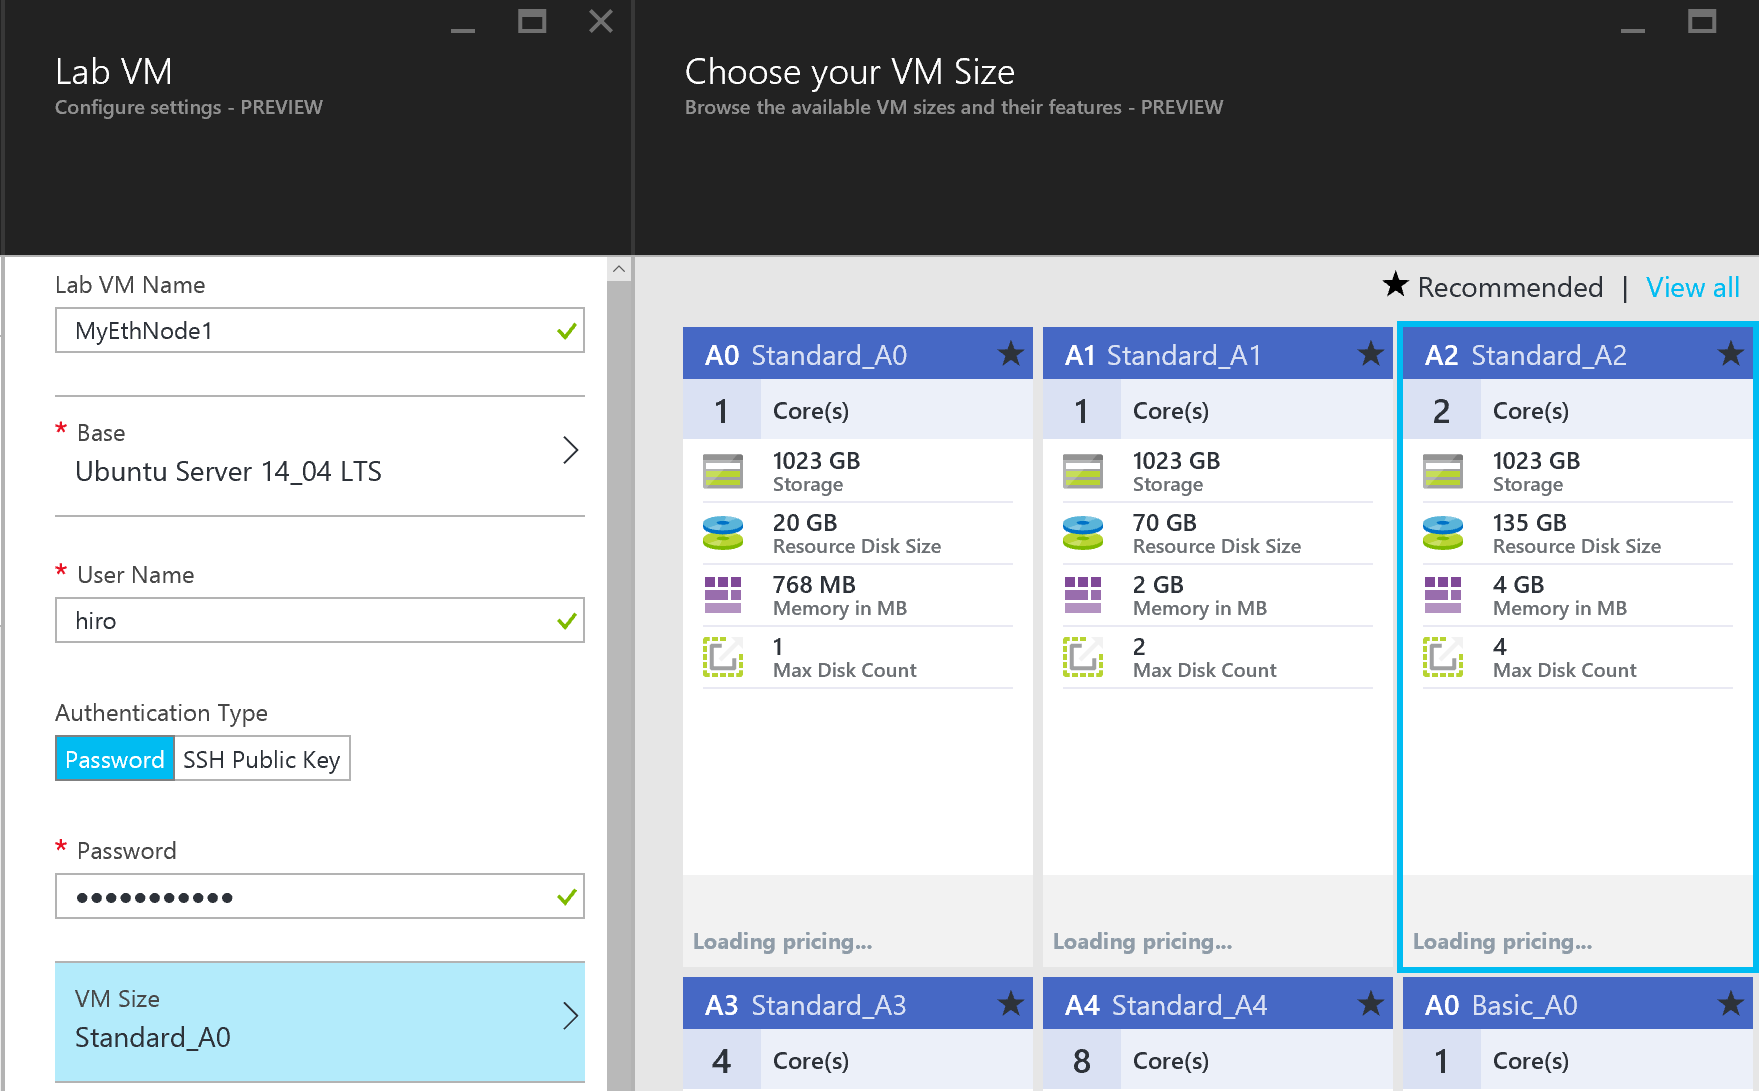 Lab VM
Configure settings - PREVIEW
Lab VM Name
MyEthNode1
* Base
Ubuntu Server 14_04 LTS
* User Name
hiro
Authentication Type
Password SSH Public Key
* Password
•••••••••••
VM Size
Standard_A0
Choose your VM Size
Browse the available VM sizes and their features - PREVIEW
★ Recommended | View all
A0 Standard_A0 ★
1 Core(s)
1023 GB
Storage
20 GB
Resource Disk Size
768 MB
Memory in MB
1
Max Disk Count
Loading pricing...
A1 Standard_A1 ★
1 Core(s)
1023 GB
Storage
70 GB
Resource Disk Size
2 GB
Memory in MB
2
Max Disk Count
Loading pricing...
A2 Standard_A2 ★
2 Core(s)
1023 GB
Storage
135 GB
Resource Disk Size
4 GB
Memory in MB
4
Max Disk Count
Loading pricing...
A3 Standard_A3 ★
4 Core(s)
A4 Standard_A4 ★
8 Core(s)
A0 Basic_A0 ★
1 Core(s)